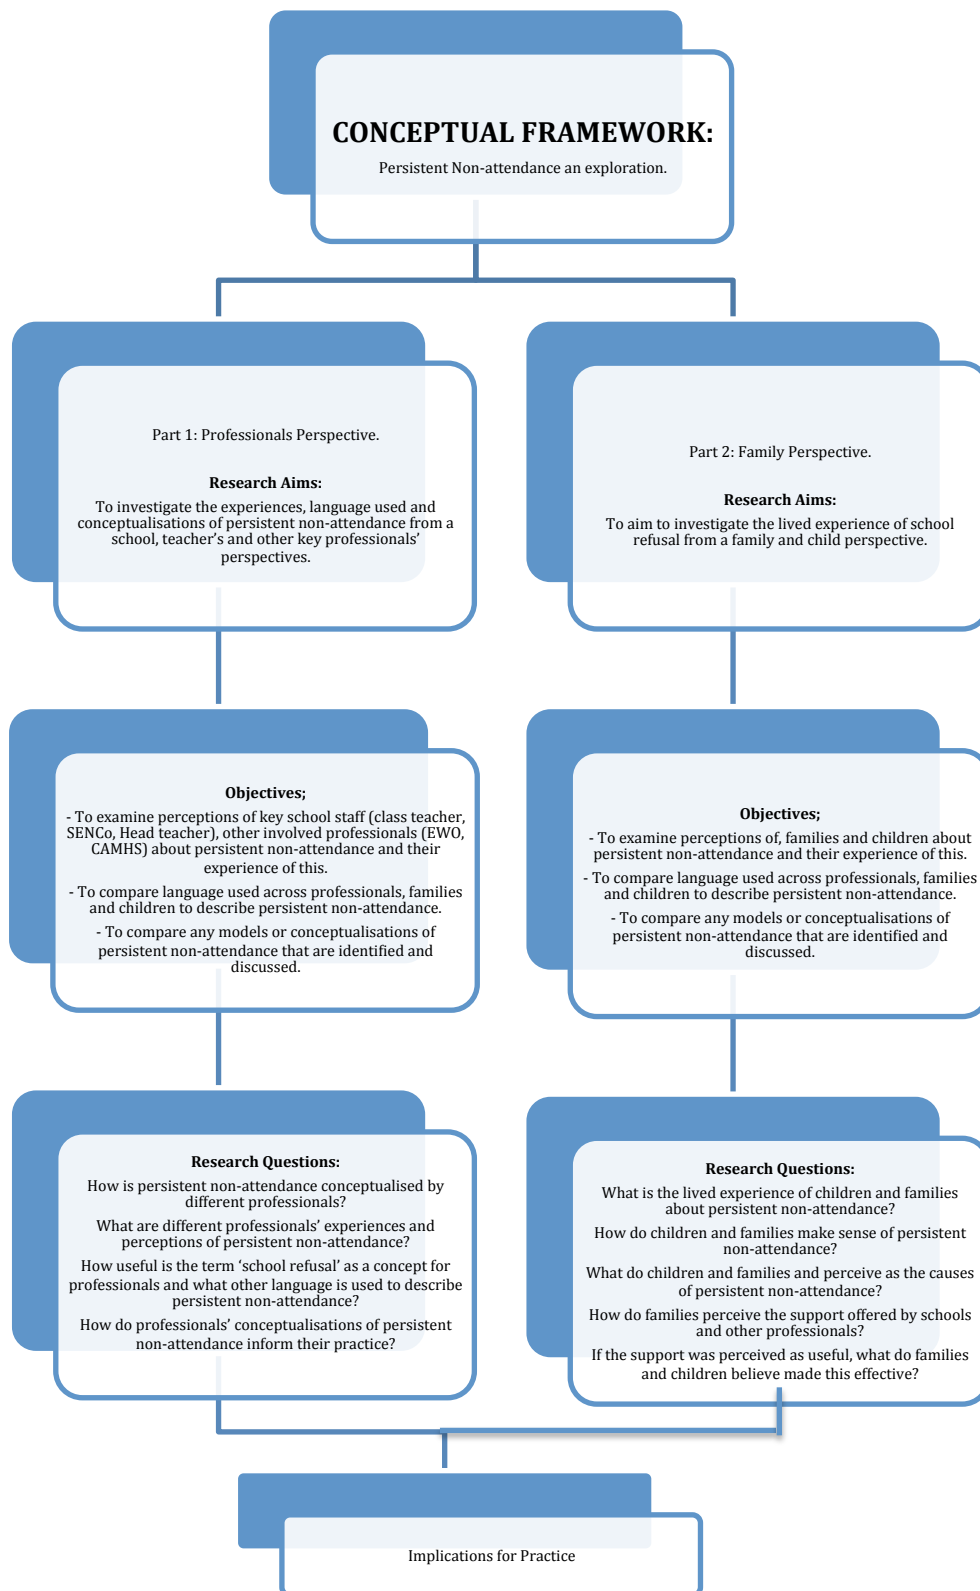 CONCEPTUAL FRAMEWORK:
Persistent Non-attendance an exploration.
Part 1: Professionals Perspective.
Research Aims:
To investigate the experiences, language used and
conceptualisations of persistent non-attendance from a
school, teacher’s and other key professionals’
perspectives.
Part 2: Family Perspective.
Research Aims:
To aim to investigate the lived experience of school
refusal from a family and child perspective.
Objectives;
- To examine perceptions of key school staff (class teacher,
SENCo, Head teacher), other involved professionals (EWO,
CAMHS) about persistent non-attendance and their
experience of this.
- To compare language used across professionals, families
and children to describe persistent non-attendance.
- To compare any models or conceptualisations of
persistent non-attendance that are identified and
discussed.
Objectives;
- To examine perceptions of, families and children about
persistent non-attendance and their experience of this.
- To compare language used across professionals, families
and children to describe persistent non-attendance.
- To compare any models or conceptualisations of
persistent non-attendance that are identified and
discussed.
Research Questions:
How is persistent non-attendance conceptualised by
different professionals?
What are different professionals’ experiences and
perceptions of persistent non-attendance?
How useful is the term ‘school refusal’ as a concept for
professionals and what other language is used to describe
persistent non-attendance?
How do professionals’ conceptualisations of persistent
non-attendance inform their practice?
Research Questions:
What is the lived experience of children and families
about persistent non-attendance?
How do children and families make sense of persistent
non-attendance?
What do children and families and perceive as the causes
of persistent non-attendance?
How do families perceive the support offered by schools
and other professionals?
If the support was perceived as useful, what do families
and children believe made this effective?
Implications for Practice